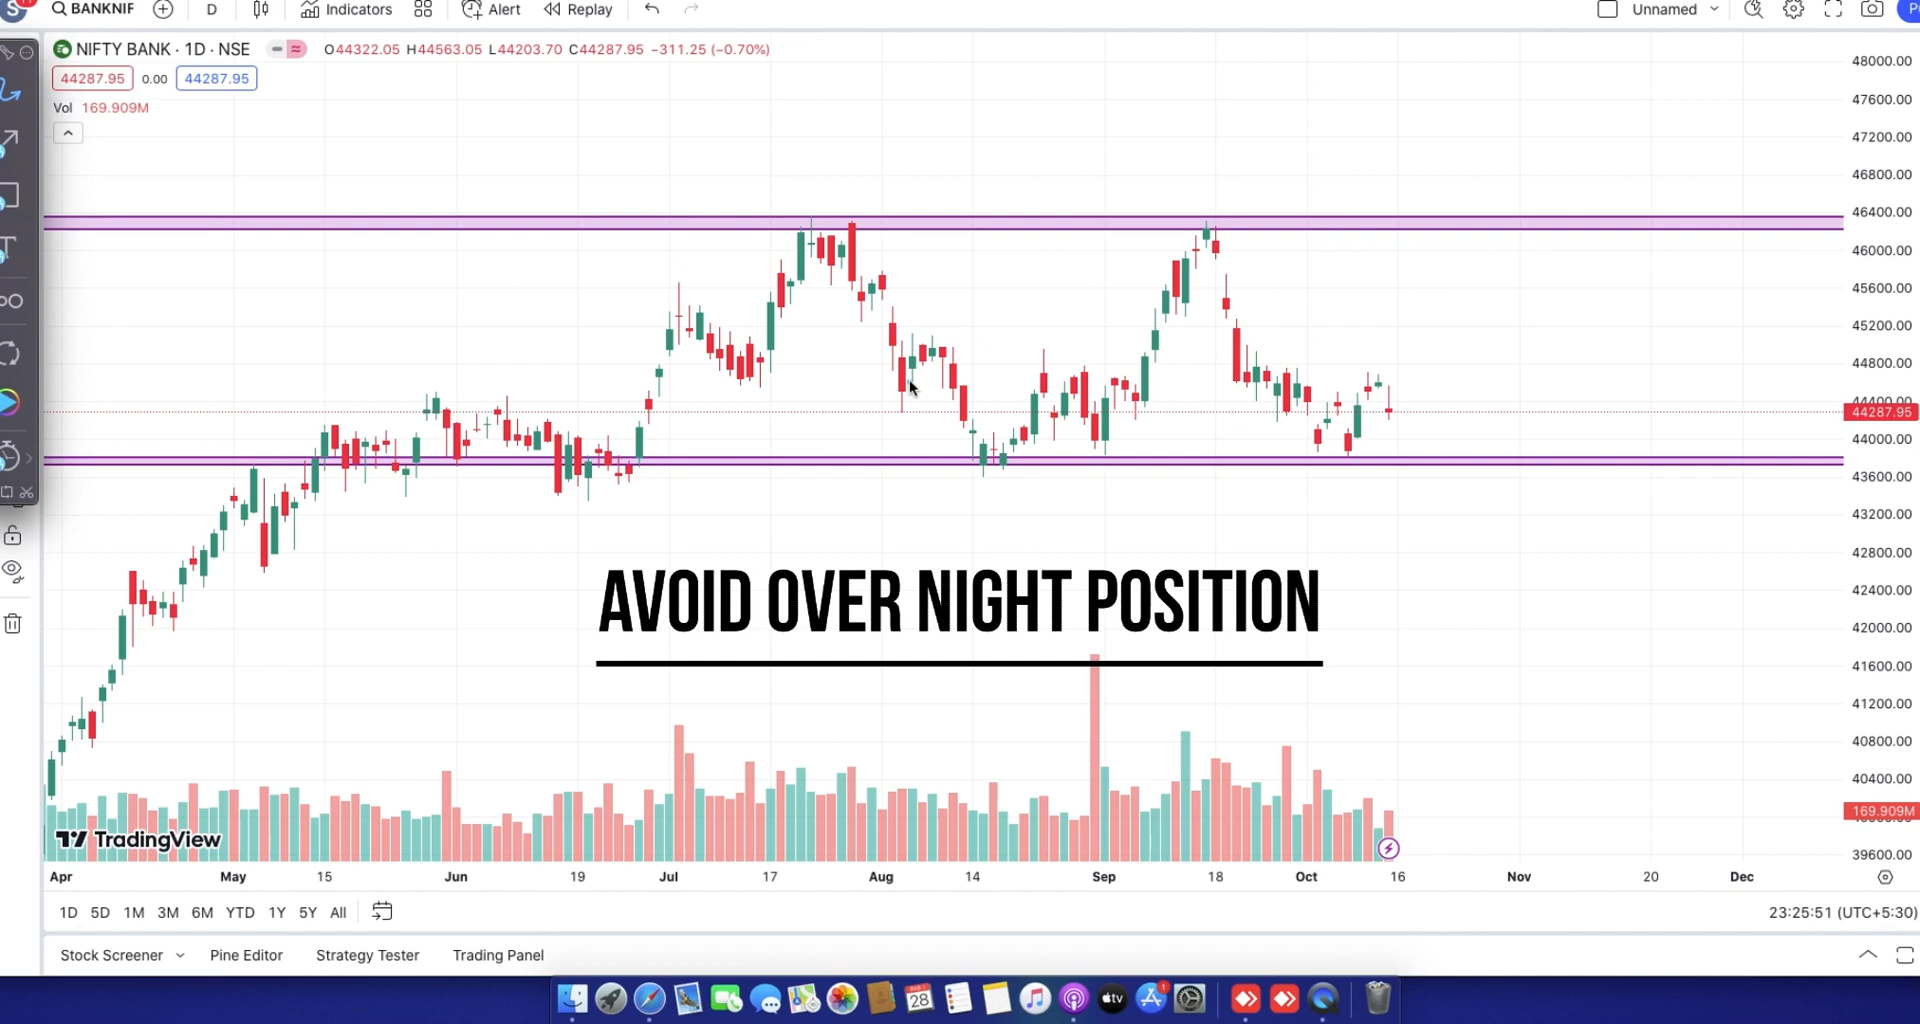 BANKNIF D Indicators Alert Replay Unnamed
NIFTY BANK · 1D · NSE O44322.05 H44563.05 L44203.70 C44287.95 −311.25 (−0.70%)
44287.95 0.00 44287.95
Vol 169.909M
48000.00
47600.00
47200.00
46800.00
46400.00
46000.00
45600.00
45200.00
44800.00
44287.95
44000.00
43600.00
43200.00
42800.00
42400.00
42000.00
41600.00
41200.00
40800.00
40400.00
169.909M
39600.00
AVOID OVER NIGHT POSITION
TradingView
Apr May 15 Jun 19 Jul 17 Aug 14 Sep 18 Oct 16 Nov 20 Dec
1D 5D 1M 3M 6M YTD 1Y 5Y All 23:25:51 (UTC+5:30)
Stock Screener Pine Editor Strategy Tester Trading Panel
28
tv